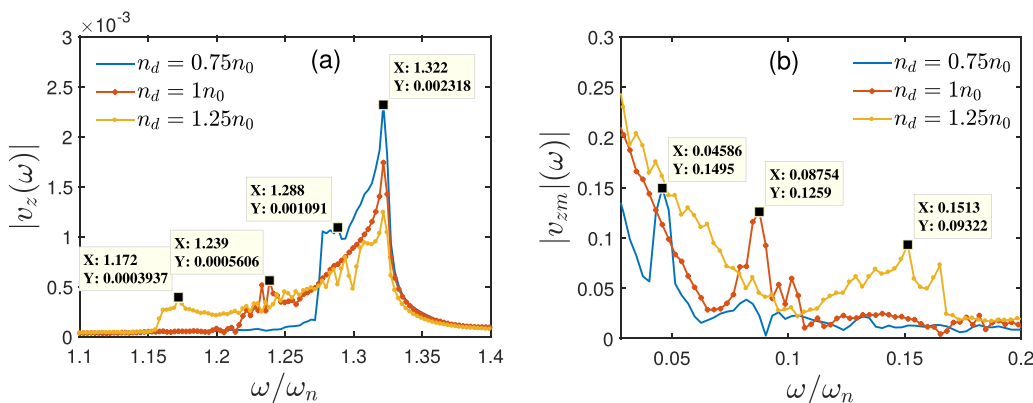 ×10⁻³
(a)
n_d = 0.75n_0
n_d = 1n_0
n_d = 1.25n_0
X: 1.322
Y: 0.002318
X: 1.288
Y: 0.001091
X: 1.239
Y: 0.0005606
X: 1.172
Y: 0.0003937
|v_z(ω)|
3
2.5
2
1.5
1
0.5
0
1.1 1.15 1.2 1.25 1.3 1.35 1.4
ω/ω_n
(b)
n_d = 0.75n_0
n_d = 1n_0
n_d = 1.25n_0
X: 0.04586
Y: 0.1495
X: 0.08754
Y: 0.1259
X: 0.1513
Y: 0.09322
|v_{zm}|(ω)|
0.3
0.25
0.2
0.15
0.1
0.05
0
0.05 0.1 0.15 0.2
ω/ω_n